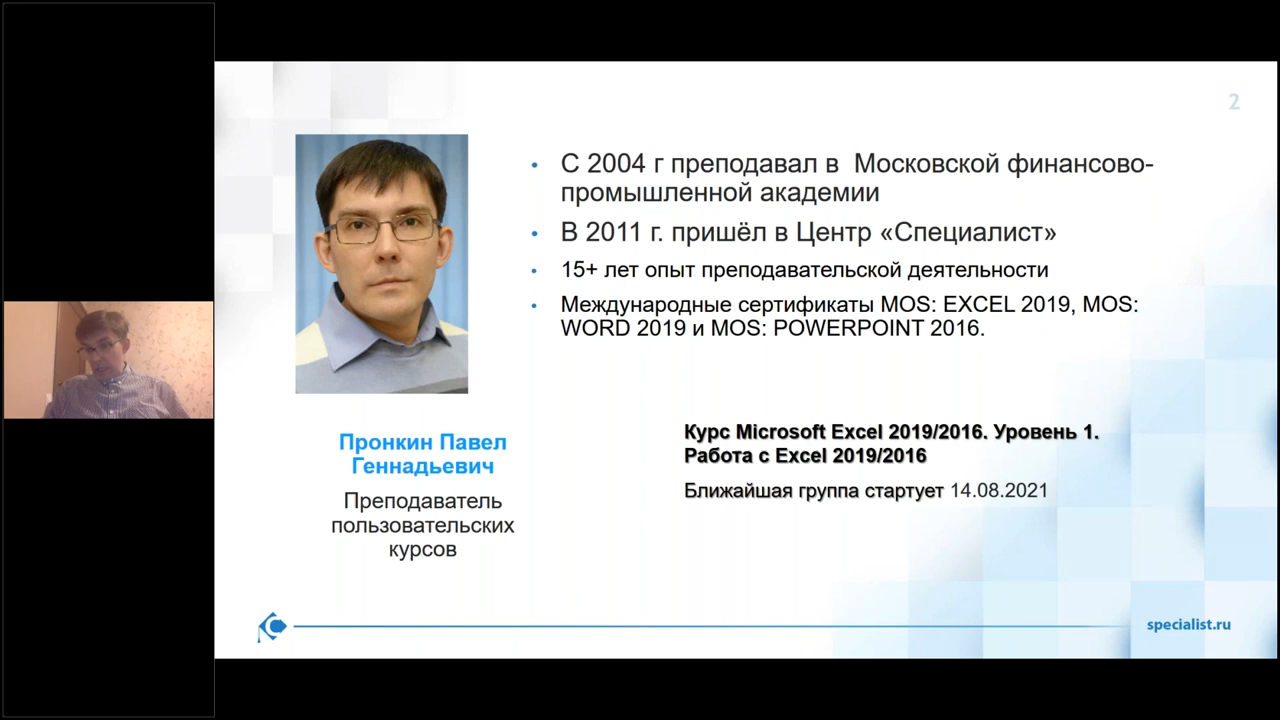 2
С 2004 г преподавал в Московской финансово-
промышленной академии
В 2011 г. пришёл в Центр «Специалист»
15+ лет опыт преподавательской деятельности
Международные сертификаты MOS: EXCEL 2019, MOS:
WORD 2019 и MOS: POWERPOINT 2016.
Пронкин Павел
Геннадьевич
Преподаватель
пользовательских
курсов
Курс Microsoft Excel 2019/2016. Уровень 1.
Работа с Excel 2019/2016
Ближайшая группа стартует 14.08.2021
specialist.ru